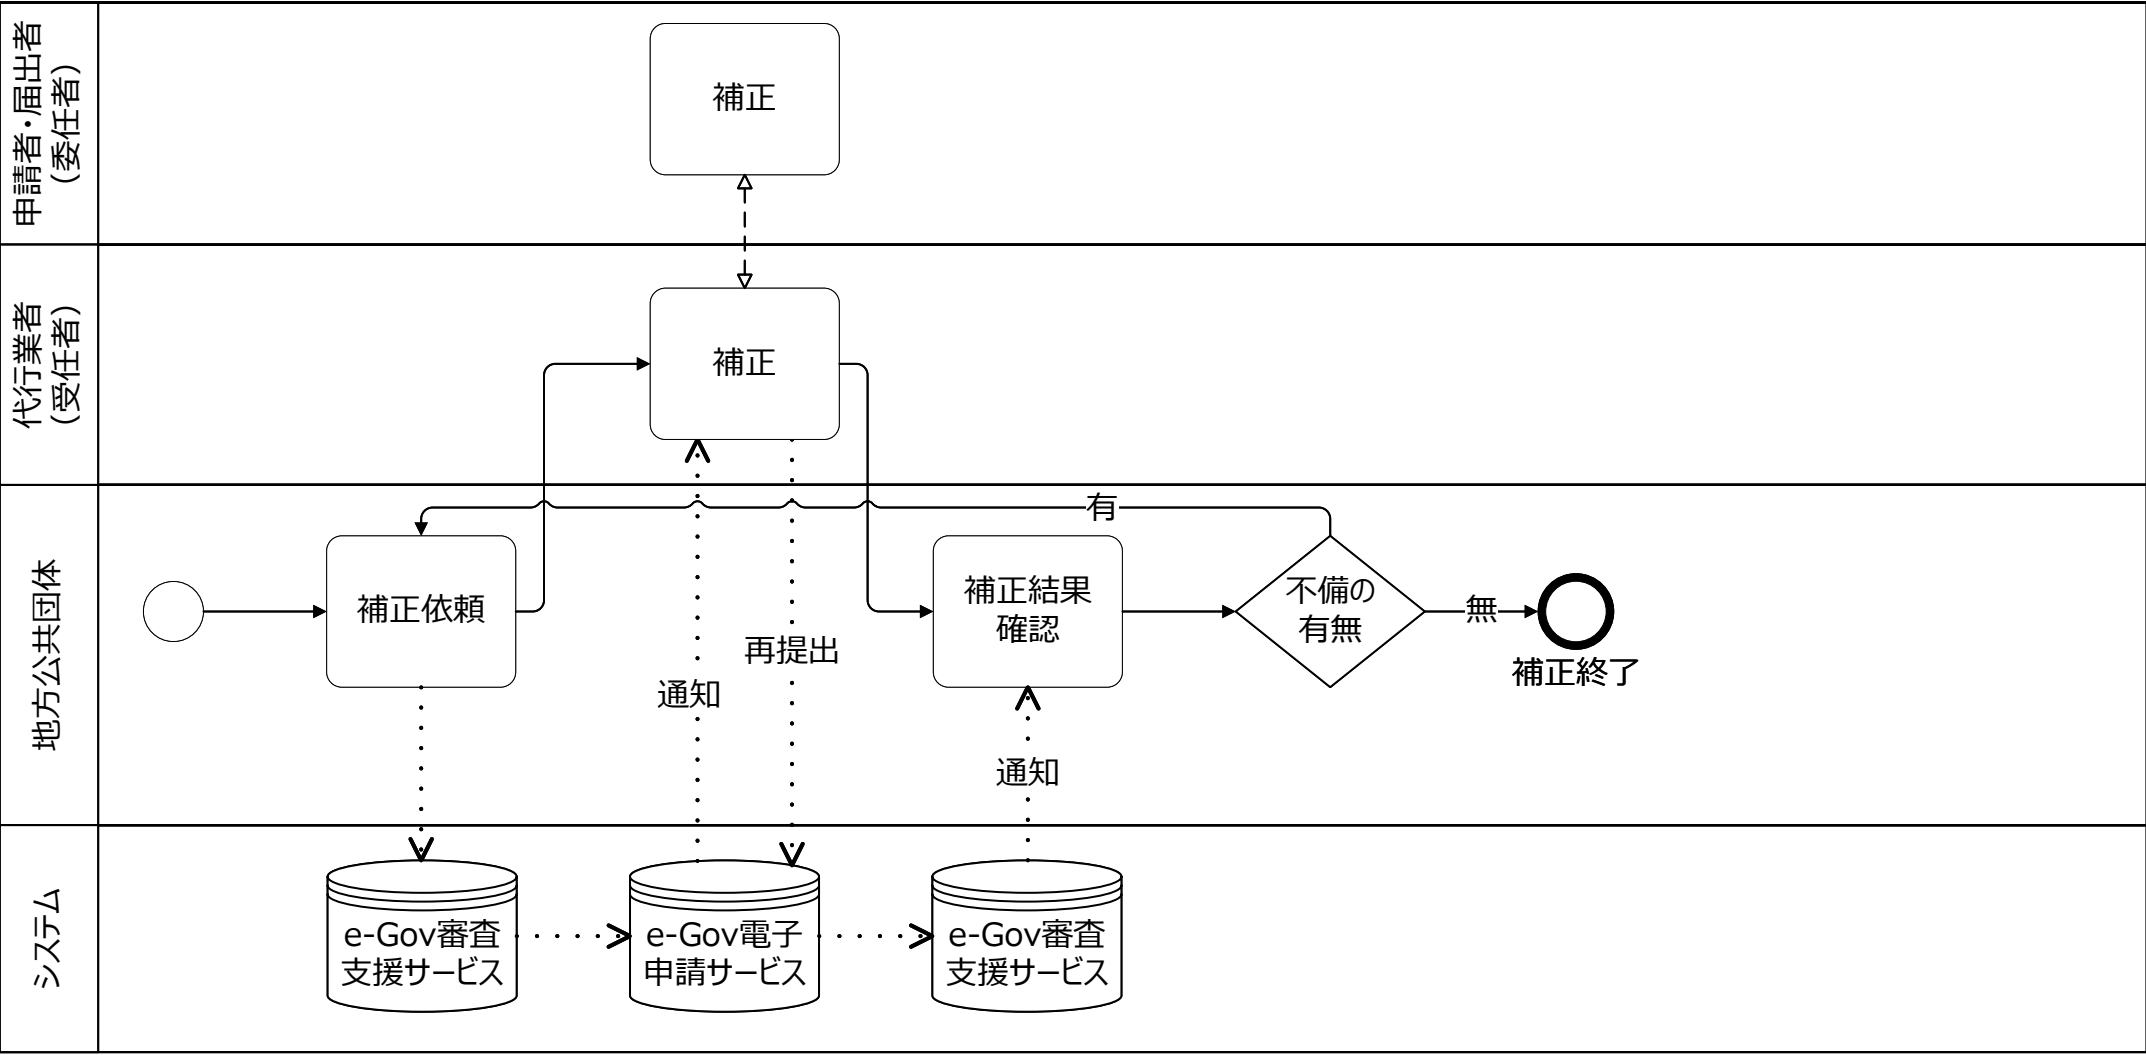 申請者・届出者
（委任者）
補正
代行業者
（受任者）
補正
地方公共団体
有
補正依頼
補正結果
確認
不備の
有無
無
補正終了
再提出
通知
通知
システム
e-Gov審査
支援サービス
e-Gov電子
申請サービス
e-Gov審査
支援サービス